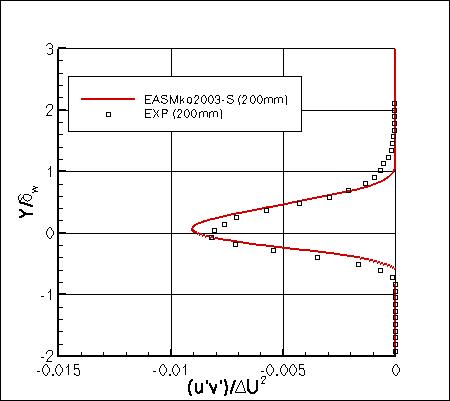 3
2
1
0
-1
-2
Y/δw
EASMko2003-S (200mm)
EXP (200mm)
-0.015
-0.01
-0.005
0
(u'v')/ΔU²